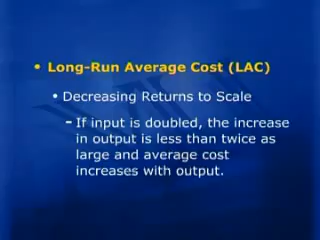 • Long-Run Average Cost (LAC)
• Decreasing Returns to Scale
– If input is doubled, the increase
in output is less than twice as
large and average cost
increases with output.